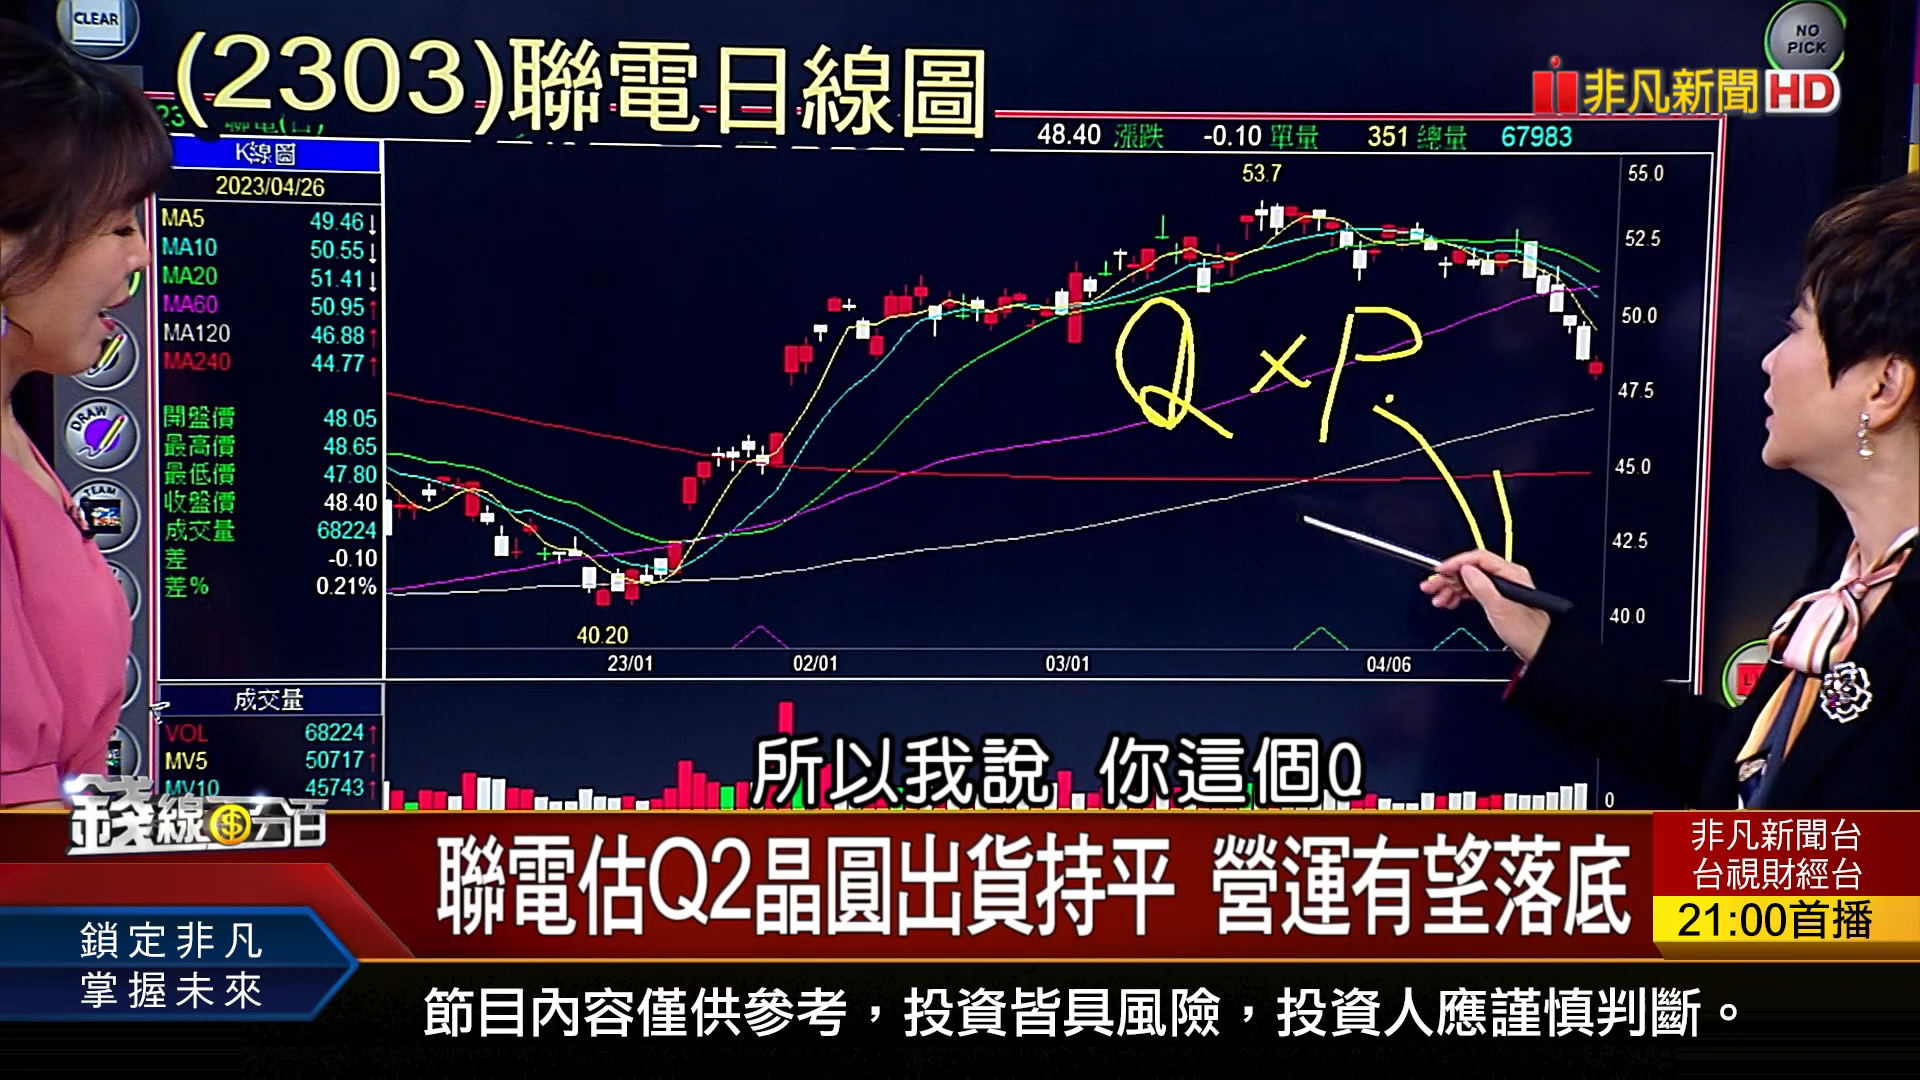 CLEAR
(2303)聯電日線圖
NO
PICK
非凡新聞HD
48.40 漲跌 -0.10 單量 351 總量 67983
K線圖
2023/04/26
MA5 49.46↓
MA10 50.55↓
MA20 51.41↓
MA60 50.95↑
MA120 46.88↑
MA240 44.77↑
開盤價 48.05
最高價 48.65
最低價 47.80
收盤價 48.40
成交量 68224
差 -0.10
差% 0.21%
DRAW
TEAM
53.7
40.20
55.0
52.5
50.0
47.5
45.0
42.5
40.0
Q×P
23/01 02/01 03/01 04/06
成交量
VOL 68224↑
MV5 50717↑
MV10 45743↑
0
所以我說 你這個Q
錢線百分百
聯電估Q2晶圓出貨持平 營運有望落底
非凡新聞台
台視財經台
21:00首播
鎖定非凡
掌握未來
節目內容僅供參考，投資皆具風險，投資人應謹慎判斷。